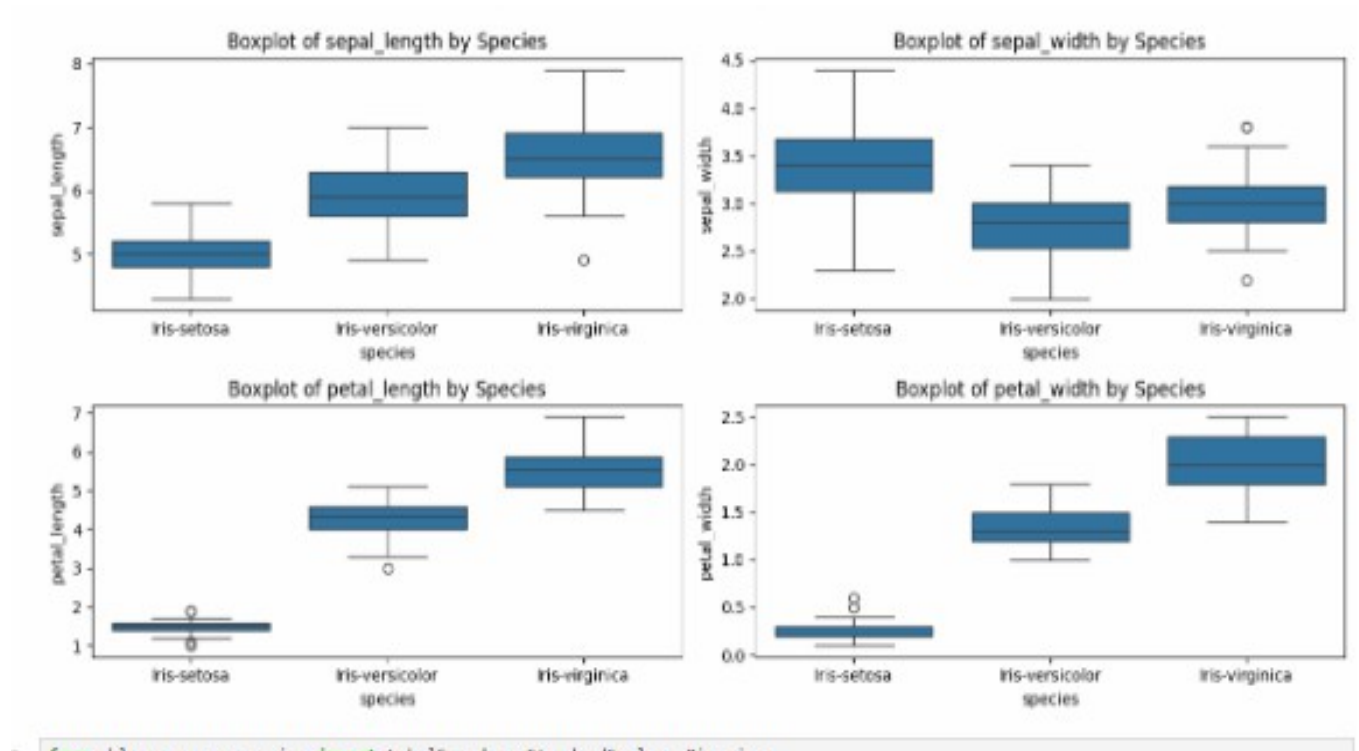 Boxplot of sepal_length by Species
sepal_length
8
7
6
5
Iris-setosa Iris-versicolor Iris-virginica
species
Boxplot of sepal_width by Species
sepal_width
4.5
4.0
3.5
3.0
2.5
2.0
Iris-setosa Iris-versicolor Iris-virginica
species
Boxplot of petal_length by Species
petal_length
7
6
5
4
3
2
1
Iris-setosa Iris-versicolor Iris-virginica
species
Boxplot of petal_width by Species
petal_width
2.5
2.0
1.5
1.0
0.5
0.0
Iris-setosa Iris-versicolor Iris-virginica
species